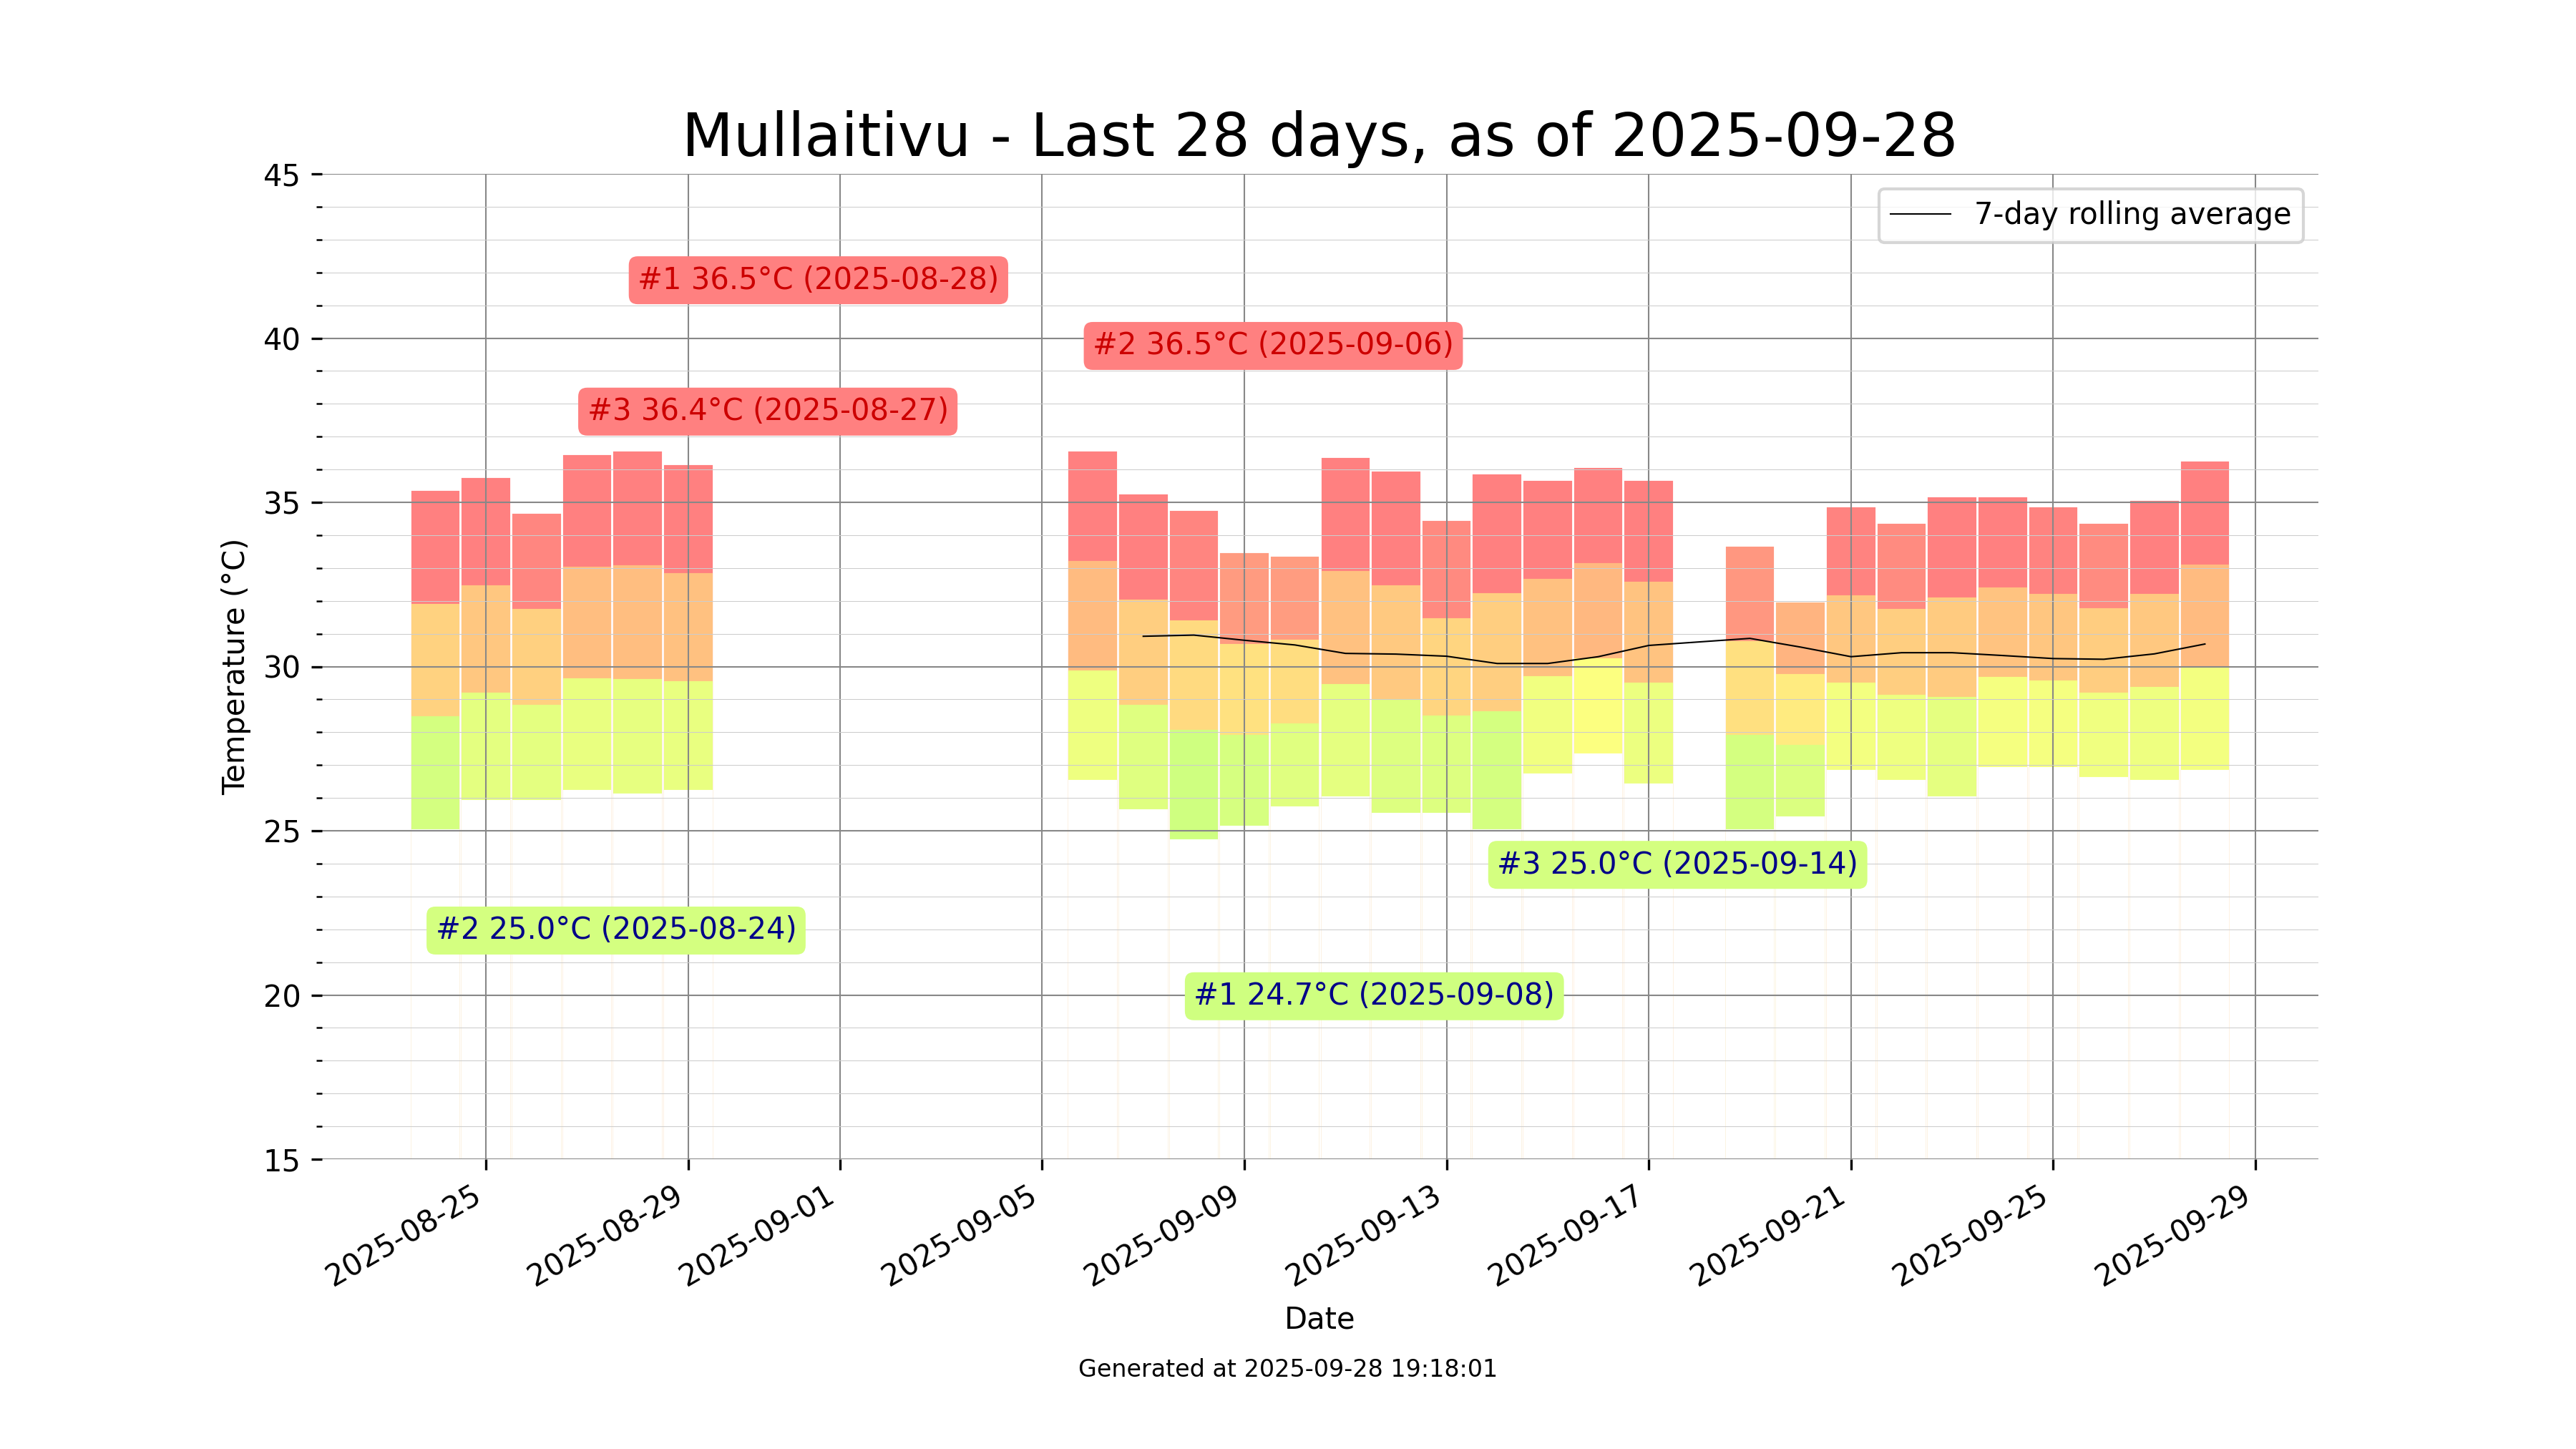 Mullaitivu - Last 28 days, as of 2025-09-28
7-day rolling average
#1 36.5°C (2025-08-28)
#2 36.5°C (2025-09-06)
#3 36.4°C (2025-08-27)
#3 25.0°C (2025-09-14)
#2 25.0°C (2025-08-24)
#1 24.7°C (2025-09-08)
Temperature (°C)
45
40
35
30
25
20
15
2025-08-25
2025-08-29
2025-09-01
2025-09-05
2025-09-09
2025-09-13
2025-09-17
2025-09-21
2025-09-25
2025-09-29
Date
Generated at 2025-09-28 19:18:01